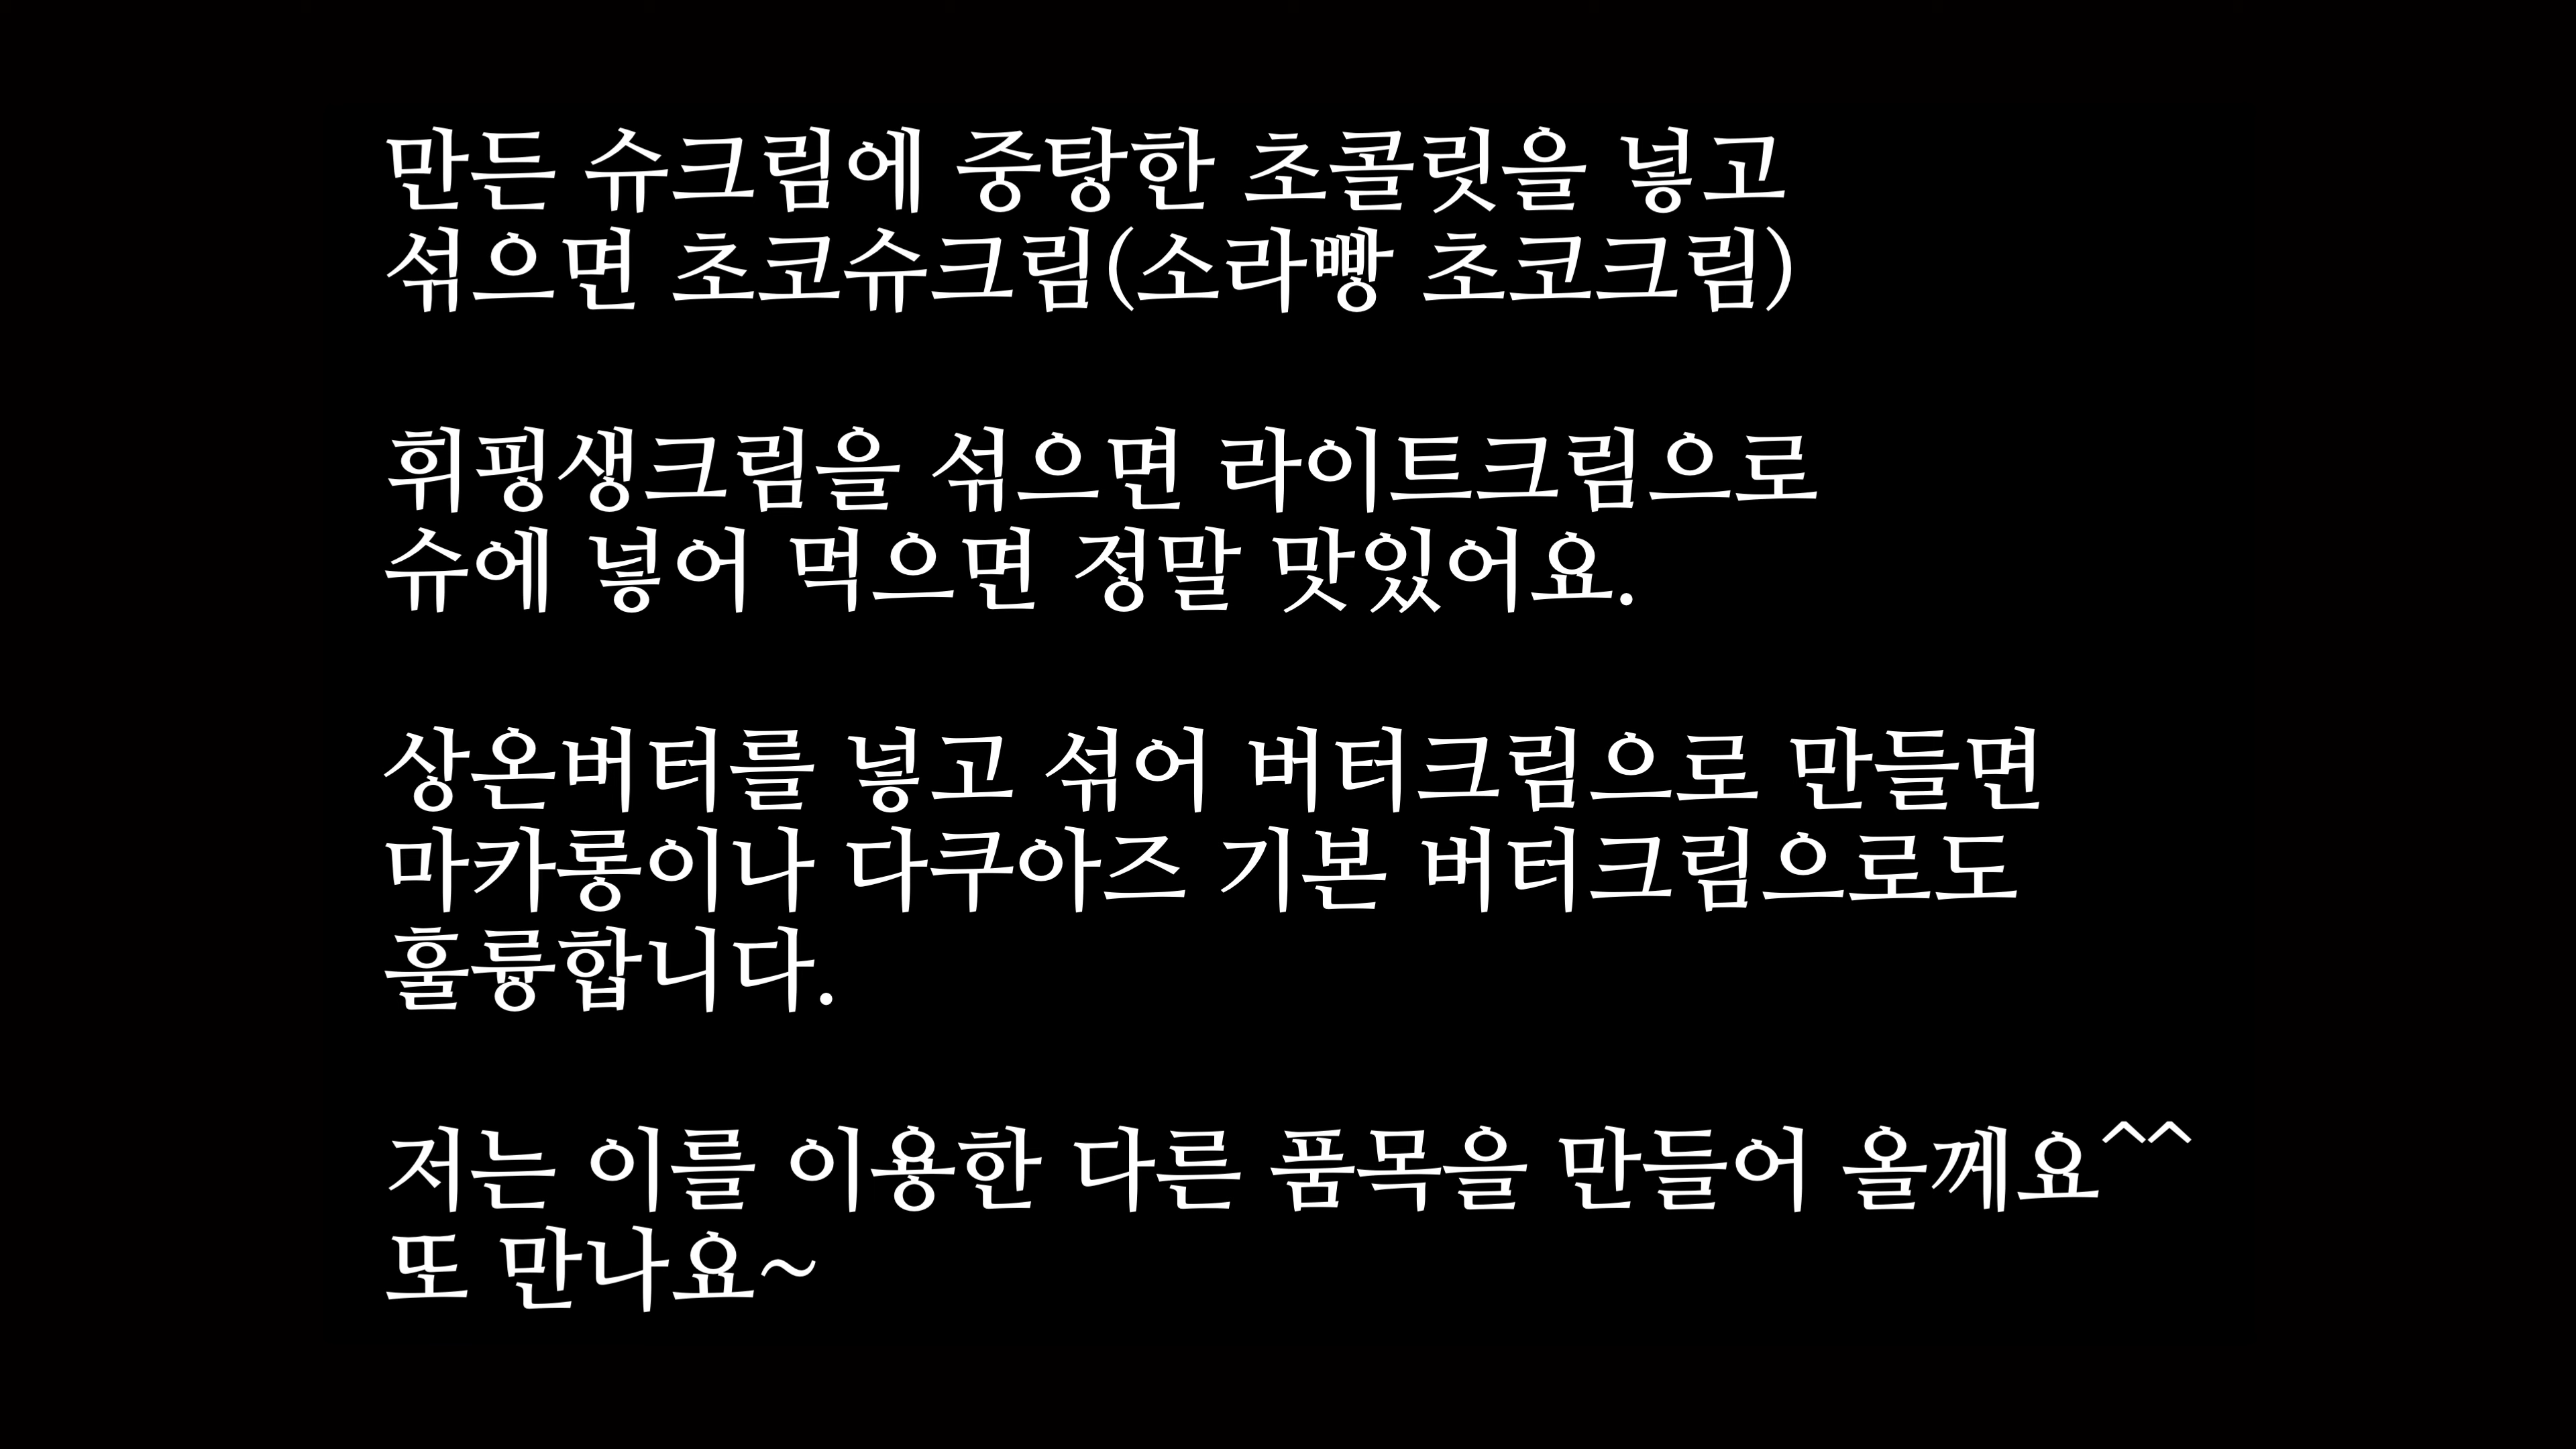 만든 슈크림에 중탕한 초콜릿을 넣고
섞으면 초코슈크림(소라빵 초코크림)
휘핑생크림을 섞으면 라이트크림으로
슈에 넣어 먹으면 정말 맛있어요.
상온버터를 넣고 섞어 버터크림으로 만들면
마카롱이나 다쿠아즈 기본 버터크림으로도
훌륭합니다.
저는 이를 이용한 다른 품목을 만들어 올께요^^
또 만나요~